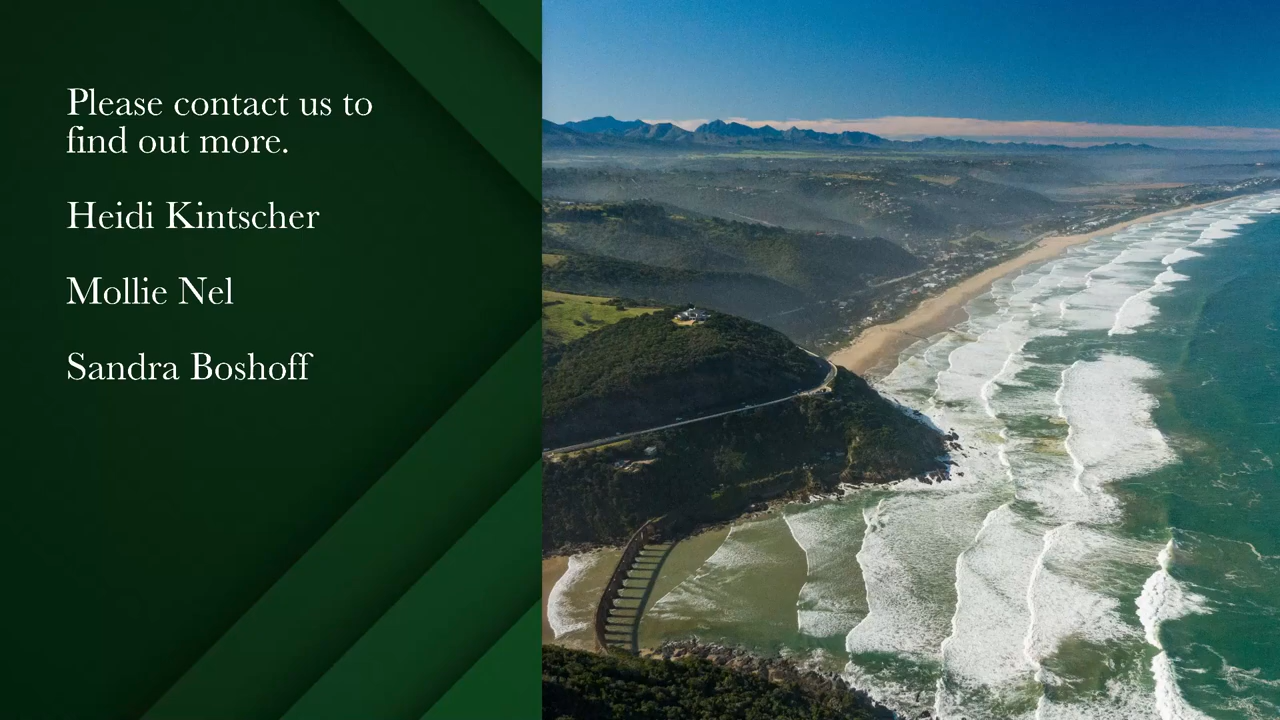 Please contact us to
find out more.
Heidi Kintscher
Mollie Nel
Sandra Boshoff